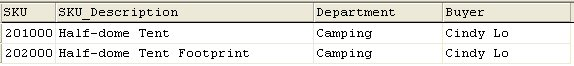 SKU SKU_Description Department Buyer
201000 Half-dome Tent Camping Cindy Lo
202000 Half-dome Tent Footprint Camping Cindy Lo